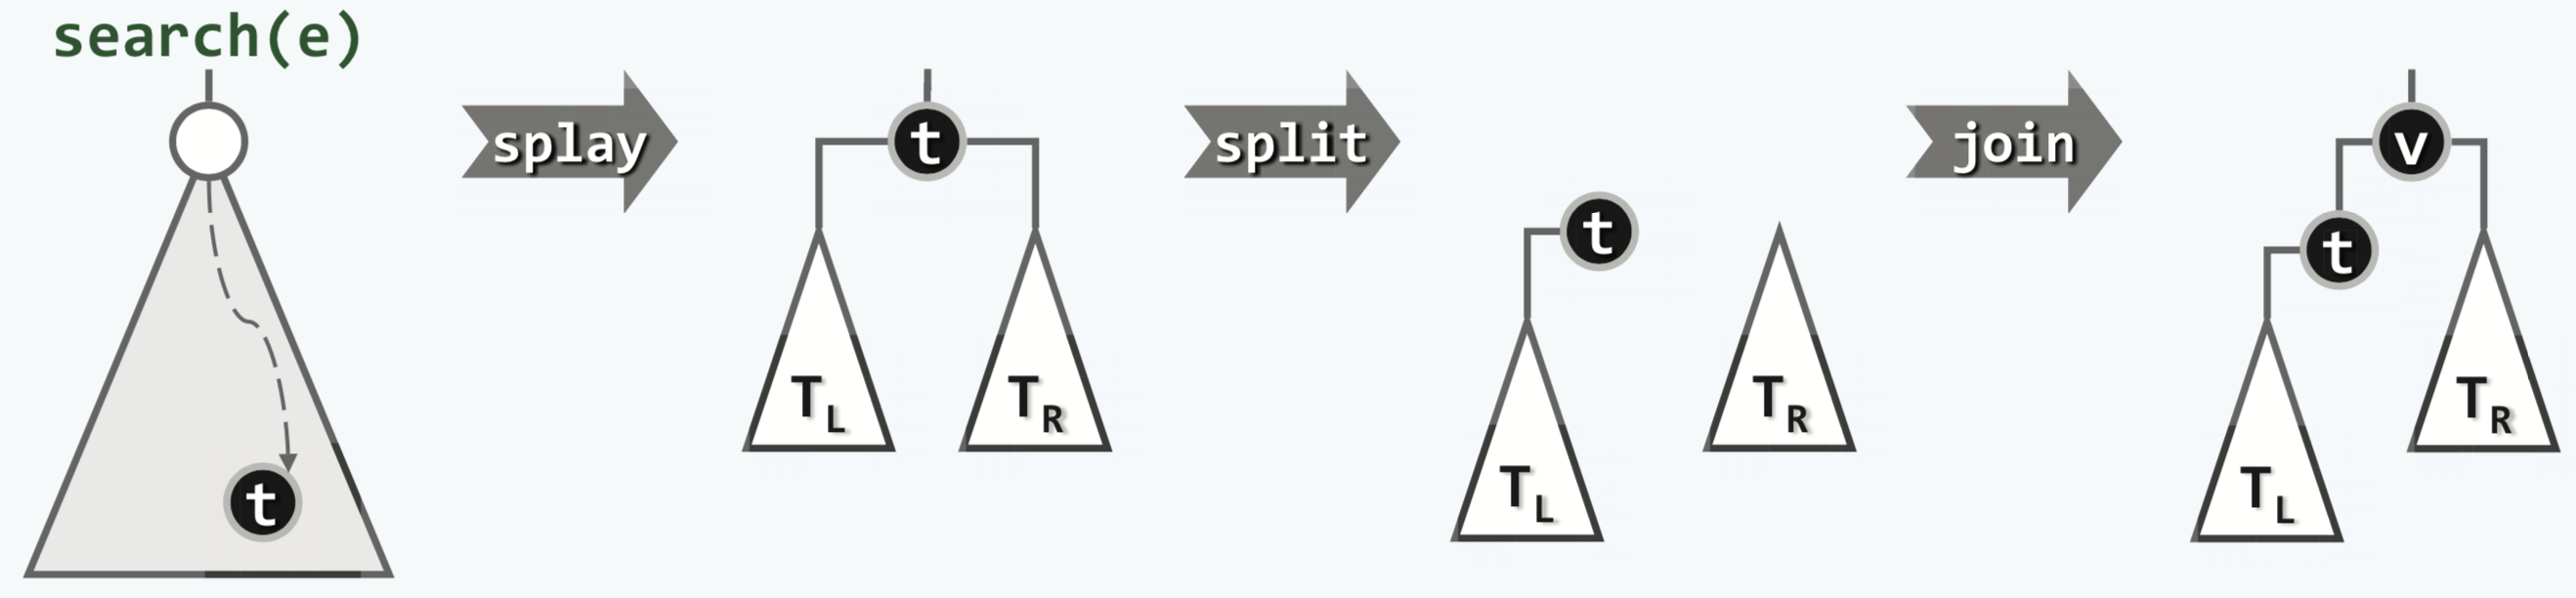 search(e)
t
splay
t
T_L
T_R
split
t
T_L
T_R
join
v
t
T_L
T_R